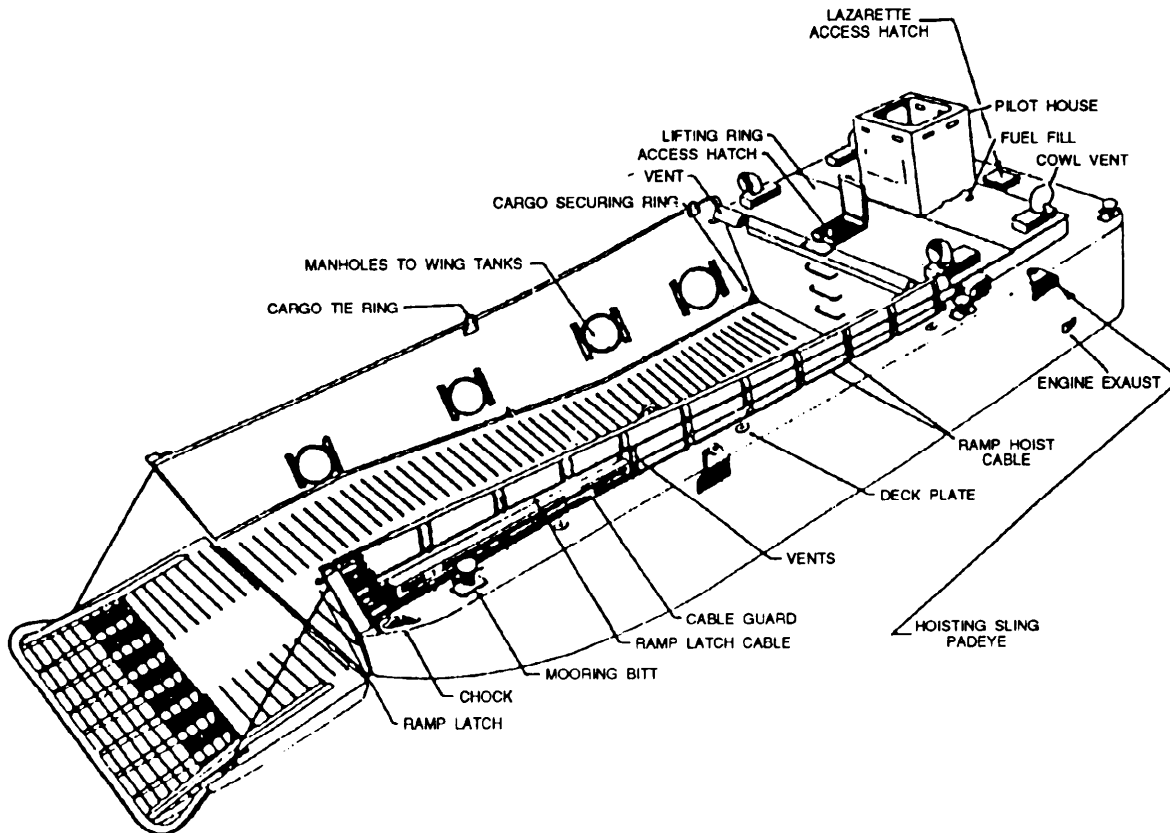 LAZARETTE
ACCESS HATCH
PILOT HOUSE
LIFTING RING
FUEL FILL
ACCESS HATCH
COWL VENT
VENT
CARGO SECURING RING
MANHOLES TO WING TANKS
CARGO TIE RING
ENGINE EXAUST
RAMP HOIST
CABLE
DECK PLATE
VENTS
CABLE GUARD
HOISTING SLING
PADEYE
RAMP LATCH CABLE
MOORING BITT
CHOCK
RAMP LATCH